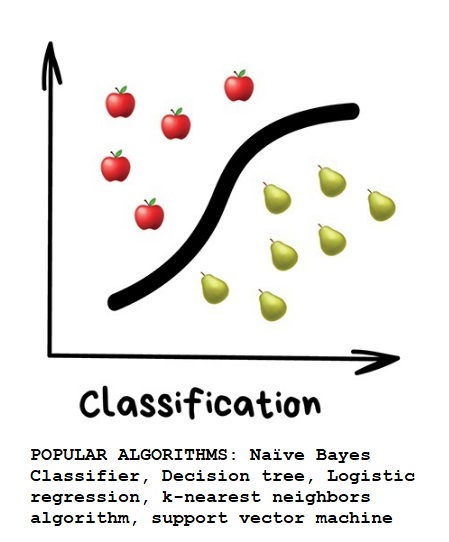 Classification
POPULAR ALGORITHMS: Naïve Bayes
Classifier, Decision tree, Logistic
regression, k-nearest neighbors
algorithm, support vector machine